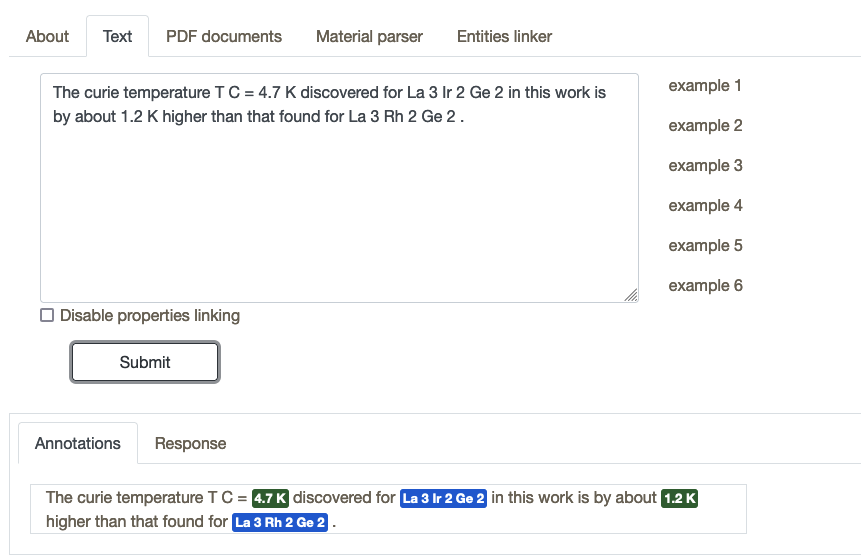 About Text PDF documents Material parser Entities linker
The curie temperature T C = 4.7 K discovered for La 3 Ir 2 Ge 2 in this work is
by about 1.2 K higher than that found for La 3 Rh 2 Ge 2 .
example 1
example 2
example 3
example 4
example 5
example 6
Disable properties linking
Submit
Annotations Response
The curie temperature T C = 4.7 K discovered for La 3 Ir 2 Ge 2 in this work is by about 1.2 K
higher than that found for La 3 Rh 2 Ge 2 .